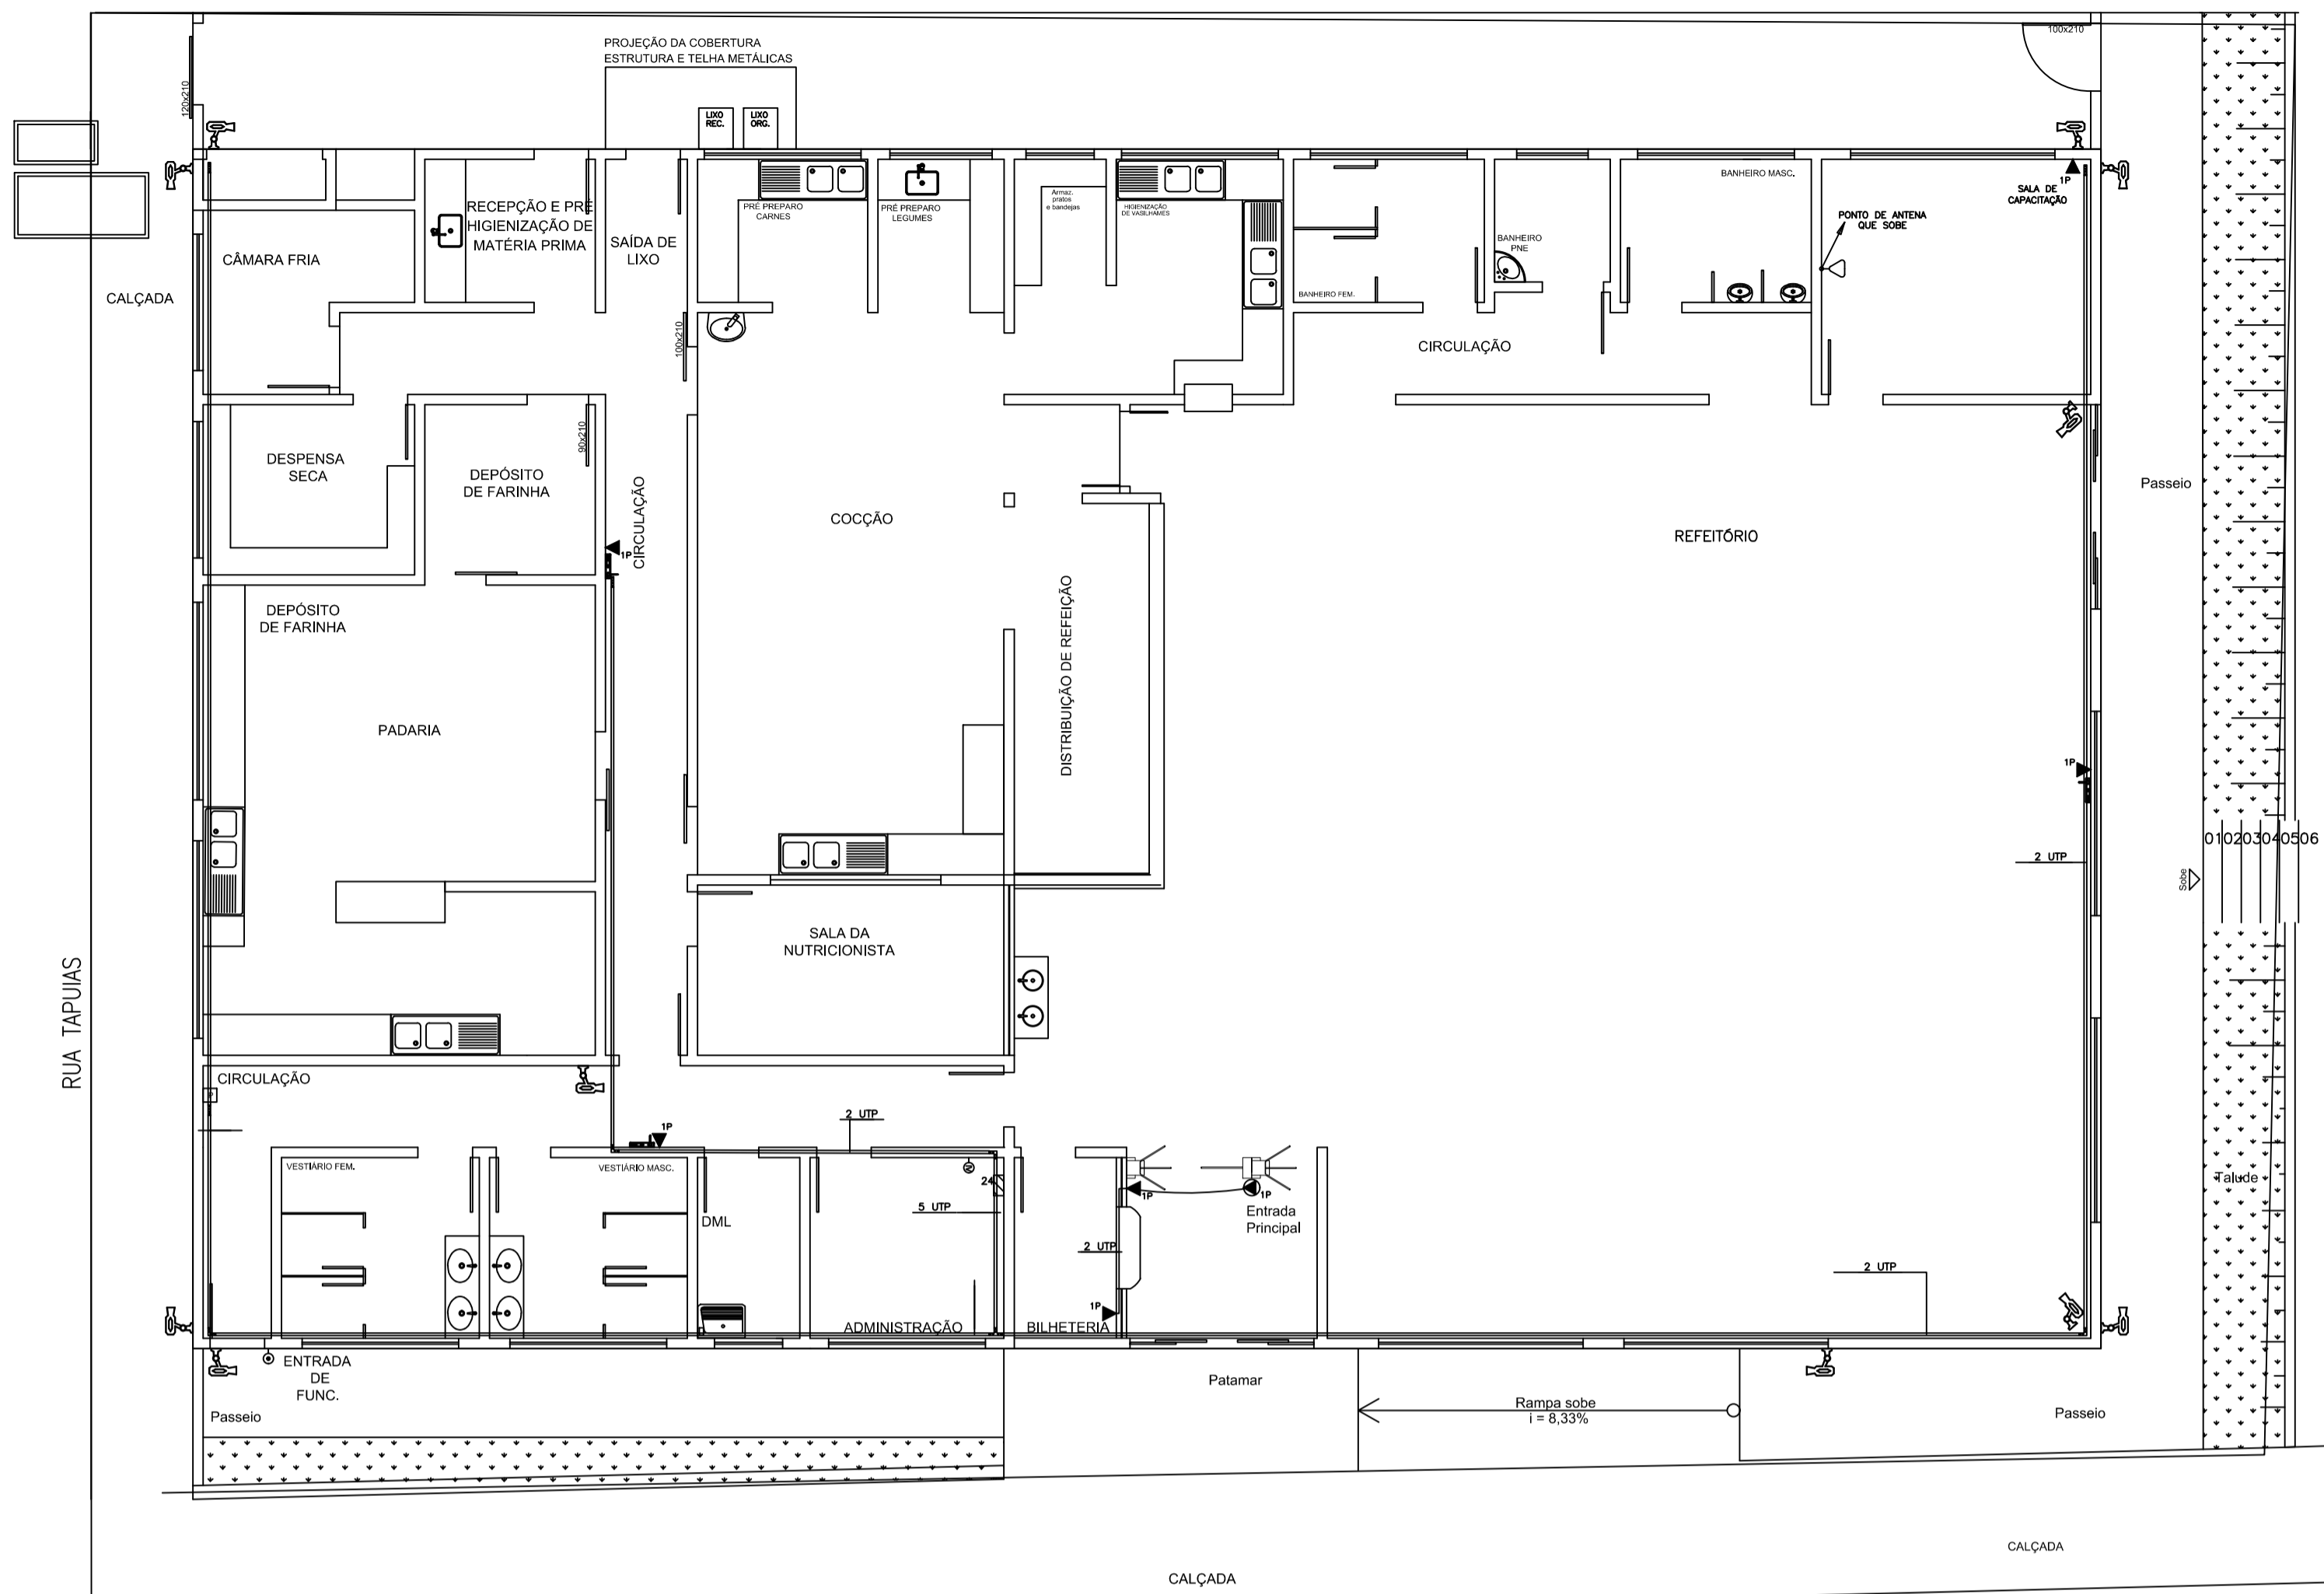 PROJEÇÃO DA COBERTURA
ESTRUTURA E TELHA METÁLICAS
100x210
120x210
LIXO
REC.
LIXO
ORG.
RECEPÇÃO E PRÉ
HIGIENIZAÇÃO DE
MATÉRIA PRIMA
SAÍDA DE
LIXO
PRÉ PREPARO
CARNES
PRÉ PREPARO
LEGUMES
Armaz.
pratos
e bandejas
HIGIENIZAÇÃO
DE VASILHAMES
BANHEIRO
PNE
BANHEIRO FEM.
BANHEIRO MASC.
1P
SALA DE
CAPACITAÇÃO
PONTO DE ANTENA
QUE SOBE
CÂMARA FRIA
CALÇADA
100x210
CIRCULAÇÃO
DESPENSA
SECA
DEPÓSITO
DE FARINHA
90x210
CIRCULAÇÃO
1P
COCÇÃO
REFEITÓRIO
Passeio
DEPÓSITO
DE FARINHA
DISTRIBUIÇÃO DE REFEIÇÃO
PADARIA
1P
2 UTP
010203040506
Sobe
SALA DA
NUTRICIONISTA
RUA TAPUIAS
CIRCULAÇÃO
2 UTP
1P
VESTIÁRIO FEM.
VESTIÁRIO MASC.
24
5 UTP
DML
1P
1P
Entrada
Principal
2 UTP
1P
2 UTP
Talude
ADMINISTRAÇÃO
BILHETERIA
ENTRADA
DE
FUNC.
Passeio
Patamar
Rampa sobe
i = 8,33%
Passeio
CALÇADA
CALÇADA